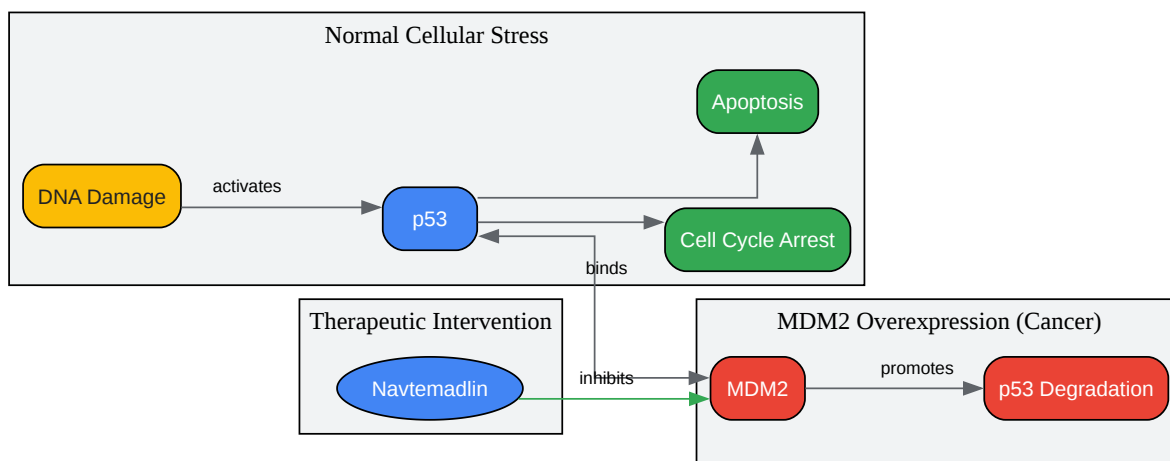 Normal Cellular Stress
Apoptosis
DNA Damage
activates
p53
Cell Cycle Arrest
binds
Therapeutic Intervention
Navtemadlin
inhibits
MDM2 Overexpression (Cancer)
MDM2
promotes
p53 Degradation